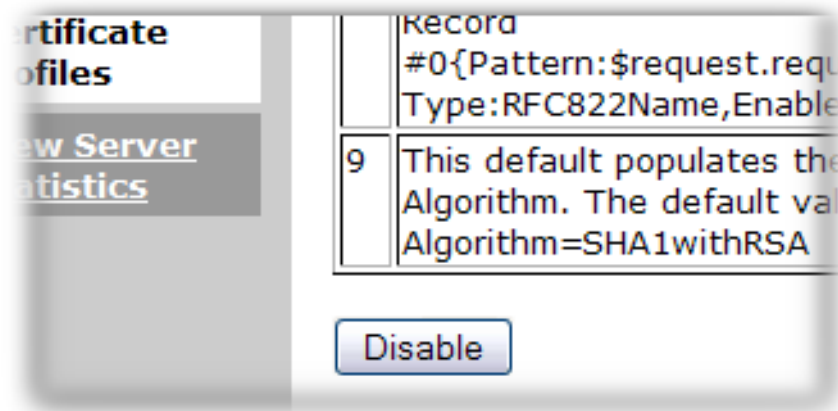 rtificate
ofiles
ew Server
atistics
Record
#0{Pattern:$request.requ
Type:RFC822Name,Enable
9
This default populates the
Algorithm. The default val
Algorithm=SHA1withRSA
Disable